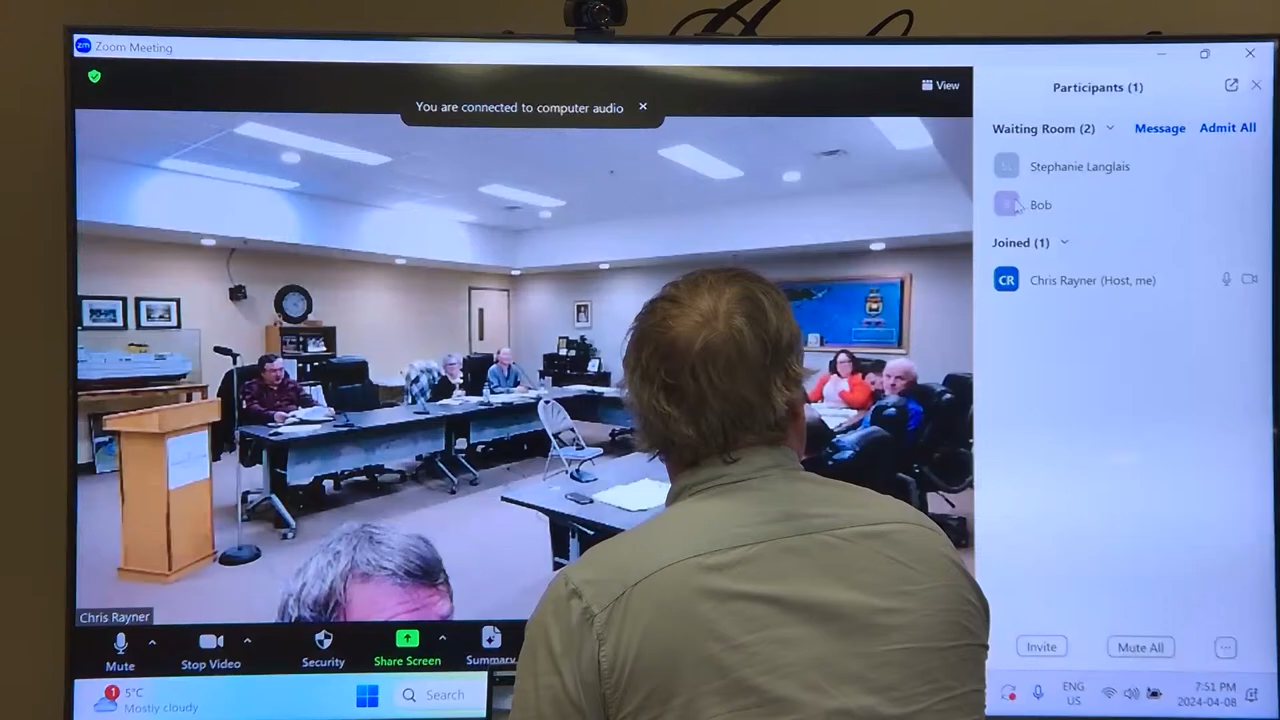 zm Zoom Meeting
You are connected to computer audio
View
Participants (1)
Waiting Room (2)
Message
Admit All
Stephanie Langlais
Bob
Joined (1)
CR Chris Rayner (Host, me)
Chris Rayner
Mute
Stop Video
Security
Share Screen
Summary
Invite
Mute All
1
5°C
Mostly cloudy
Search
ENG
US
7:51 PM
2024-04-08